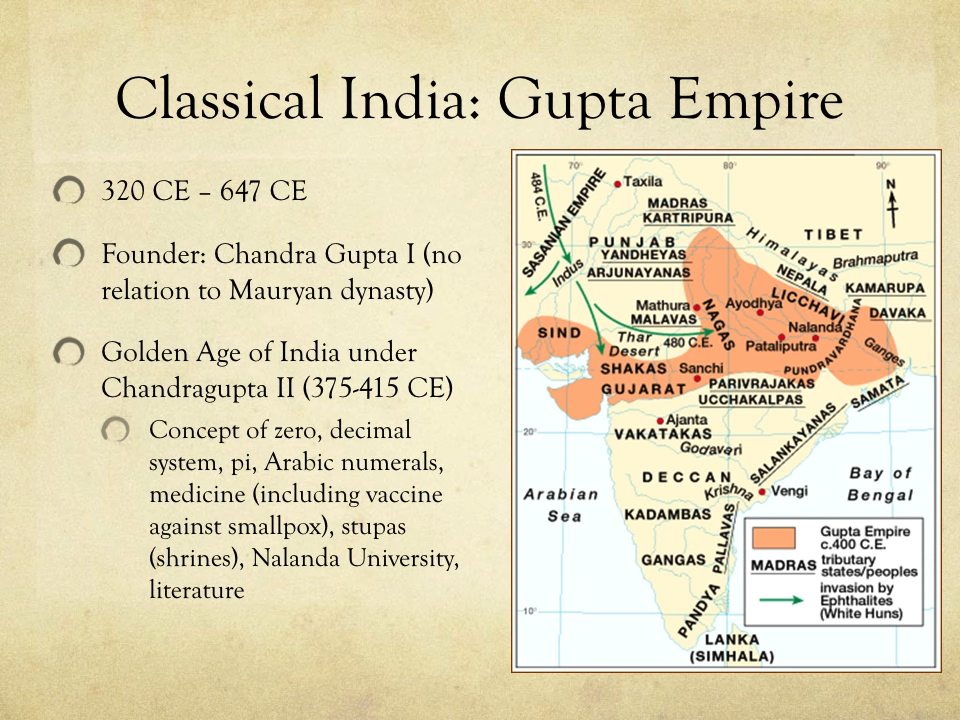 Classical India: Gupta Empire
320 CE – 647 CE
Founder: Chandra Gupta I (no
relation to Mauryan dynasty)
Golden Age of India under
Chandragupta II (375-415 CE)
Concept of zero, decimal
system, pi, Arabic numerals,
medicine (including vaccine
against smallpox), stupas
(shrines), Nalanda University,
literature
70°
80°
90°
484 C.E.
SASANIAN EMPIRE
Taxila
N
MADRAS
KARTRIPURA
30°
PUNJAB
YANDHEYAS
ARJUNAYANAS
Indus
Himalayas
TIBET
Brahmaputra
NEPALA
KAMARUPA
LICCHAVI
DAVAKA
Mathura
MALAVAS
NAGAS
Ayodhya
Nalanda
Pataliputra
PUNDRAVARDHANA
Ganges
SIND
Thar
Desert
480 C.E.
SHAKAS
Sanchi
GUJARAT
PARIVRAJAKAS
UCCHAKALPAS
SAMATA
Ajanta
VAKATAKAS
Godavari
20°
SALANKAYANAS
DECCAN
Krishna
Vengi
Arabian
Sea
Bay of
Bengal
KADAMBAS
PALLAVAS
GANGAS
PANDYA
10°
LANKA
(SIMHALA)
Gupta Empire
c.400 C.E.
MADRAS
tributary
states/peoples
invasion by
Ephthalites
(White Huns)